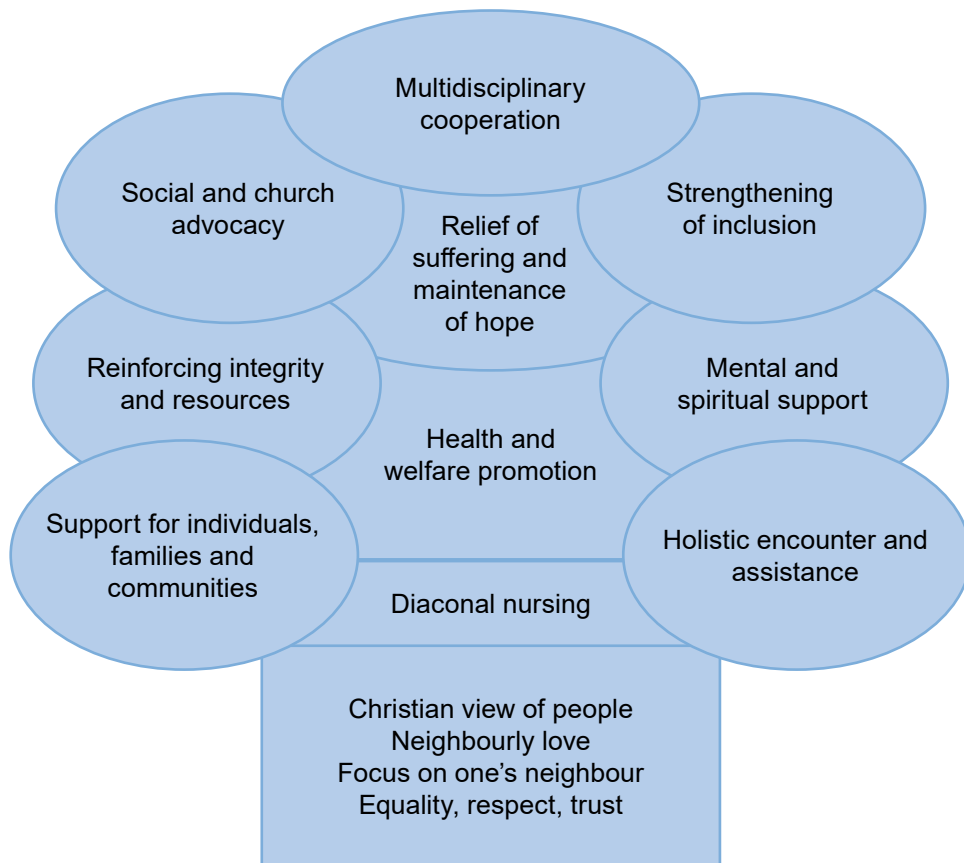 Multidisciplinary
cooperation
Social and church
advocacy
Strengthening
of inclusion
Relief of
suffering and
maintenance
of hope
Reinforcing integrity
and resources
Mental and
spiritual support
Health and
welfare promotion
Support for individuals,
families and
communities
Holistic encounter and
assistance
Diaconal nursing
Christian view of people
Neighbourly love
Focus on one’s neighbour
Equality, respect, trust